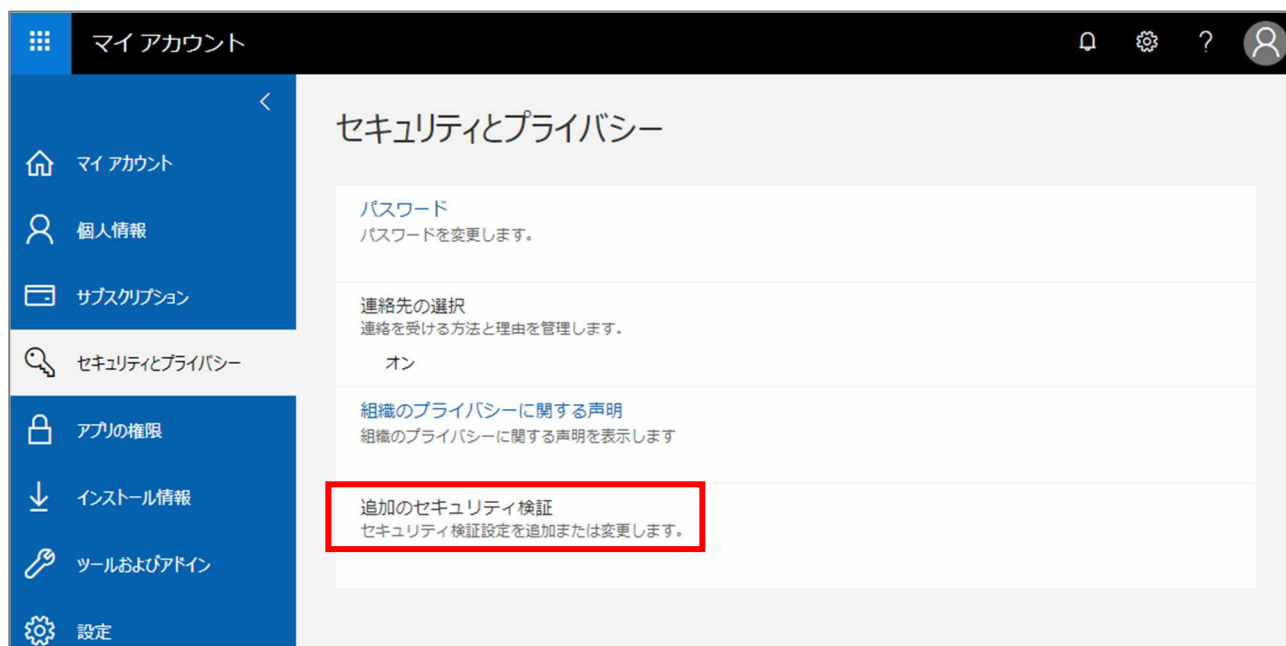 マイ アカウント
?
マイ アカウント
個人情報
サブスクリプション
セキュリティとプライバシー
アプリの権限
インストール情報
ツールおよびアドイン
設定
セキュリティとプライバシー
パスワード
パスワードを変更します。
連絡先の選択
連絡を受ける方法と理由を管理します。
オン
組織のプライバシーに関する声明
組織のプライバシーに関する声明を表示します
追加のセキュリティ検証
セキュリティ検証設定を追加または変更します。